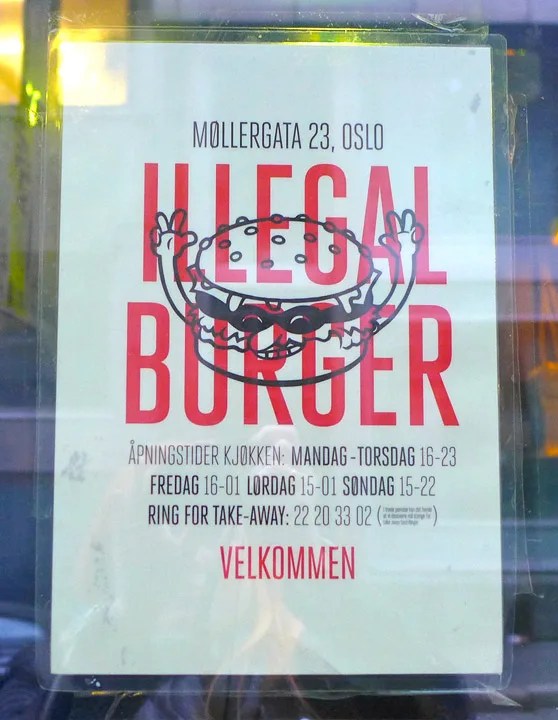 MØLLERGATA 23, OSLO
ILLEGAL
BURGER
ÅPNINGSTIDER KJØKKEN: MANDAG-TORSDAG 16-23
FREDAG 16-01 LØRDAG 15-01 SØNDAG 15-22
RING FOR TAKE-AWAY: 22 20 33 02
VELKOMMEN